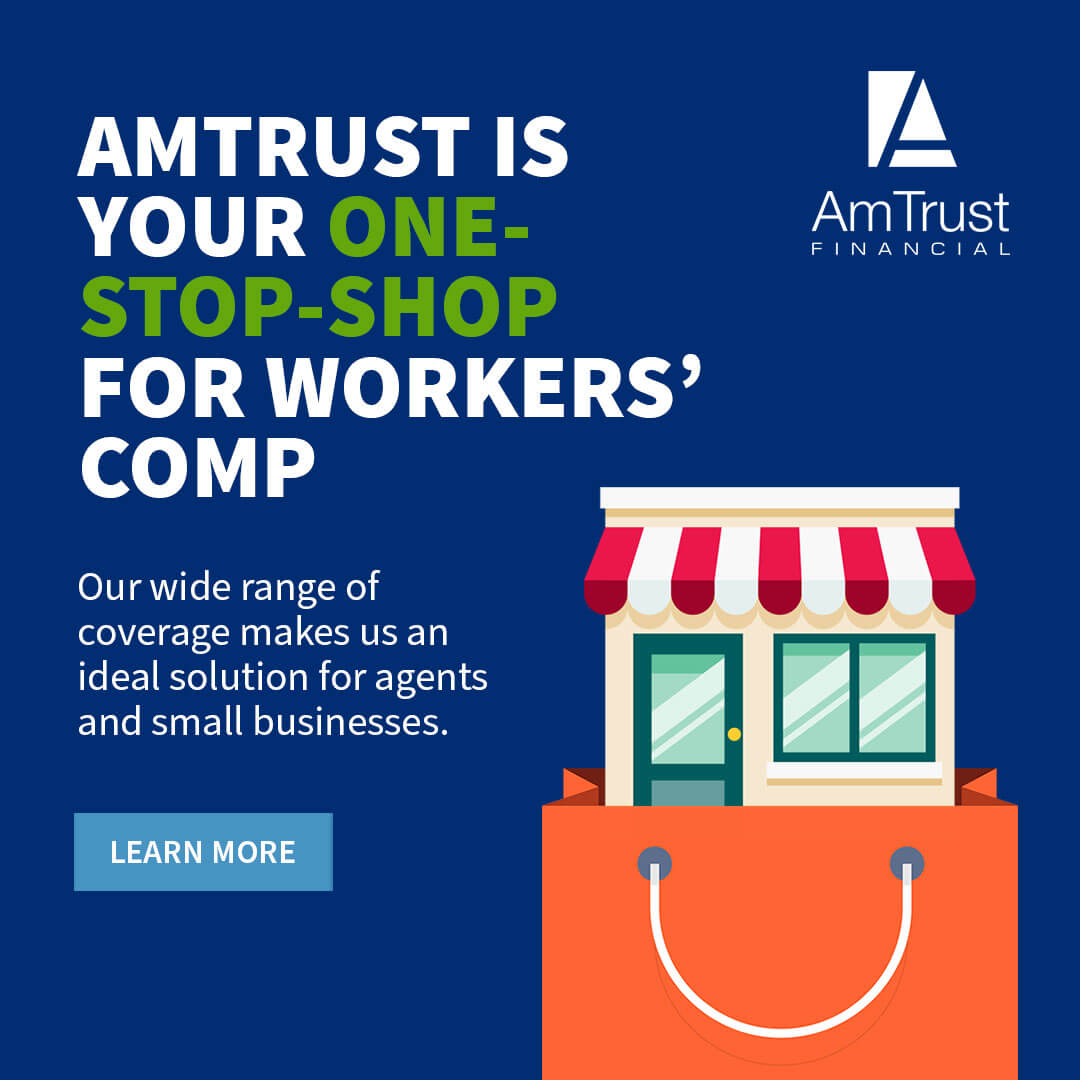 AMTRUST IS
YOUR ONE-
STOP-SHOP
FOR WORKERS’
COMP
AmTrust
FINANCIAL
Our wide range of
coverage makes us an
ideal solution for agents
and small businesses.
LEARN MORE